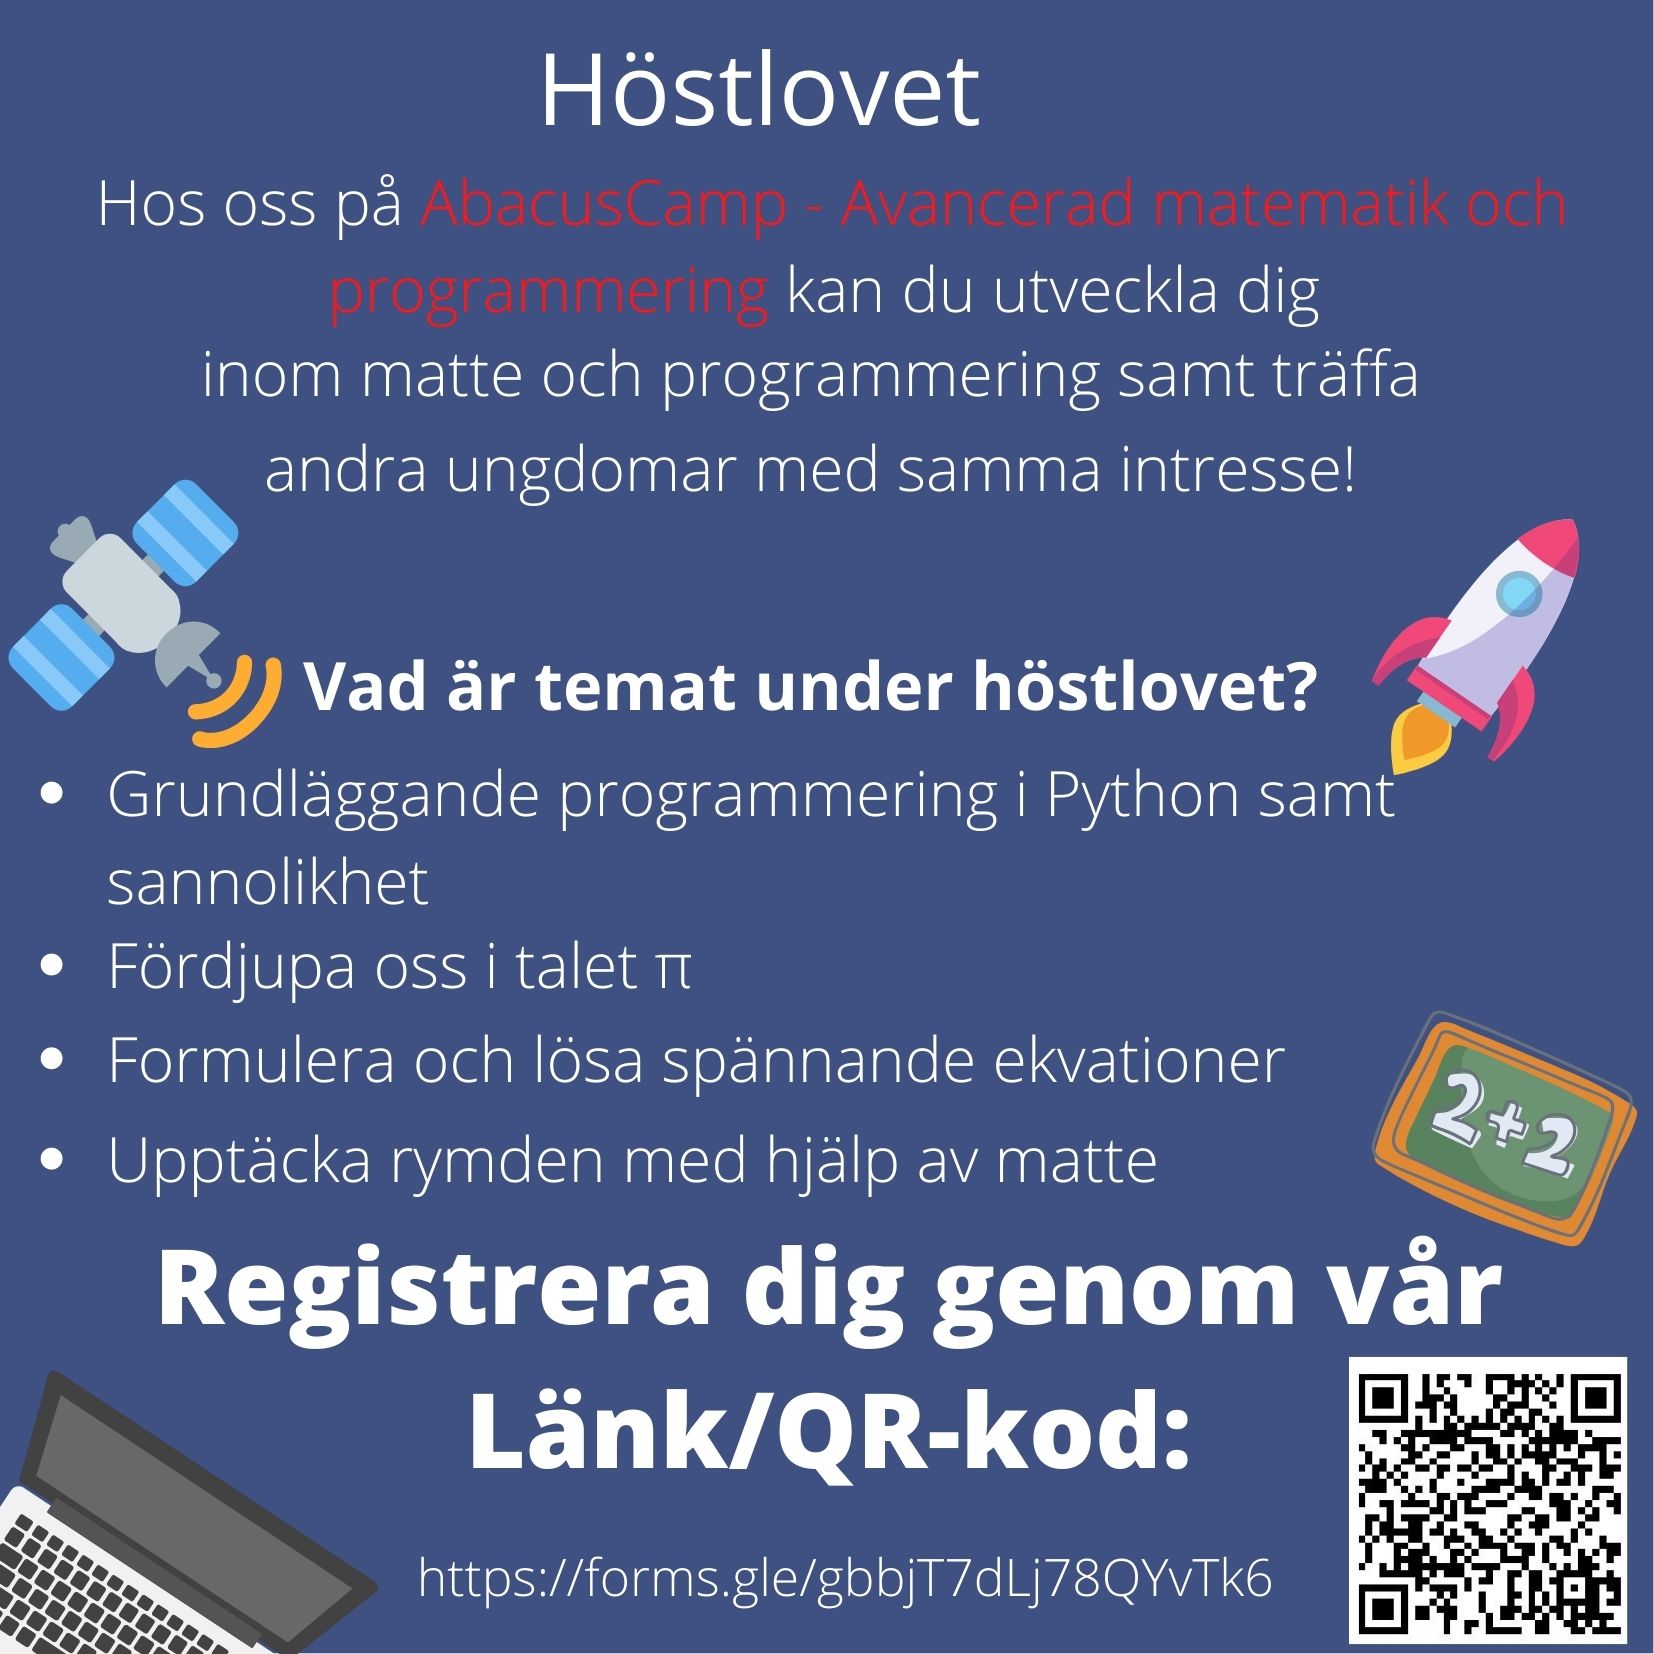 Höstlovet
Hos oss på AbacusCamp - Avancerad matematik och
programmering kan du utveckla dig
inom matte och programmering samt träffa
andra ungdomar med samma intresse!
Vad är temat under höstlovet?
• Grundläggande programmering i Python samt
sannolikhet
• Fördjupa oss i talet π
• Formulera och lösa spännande ekvationer
2+2
• Upptäcka rymden med hjälp av matte
Registrera dig genom vår
Länk/QR-kod:
https://forms.gle/gbbjT7dLj78QYvTk6